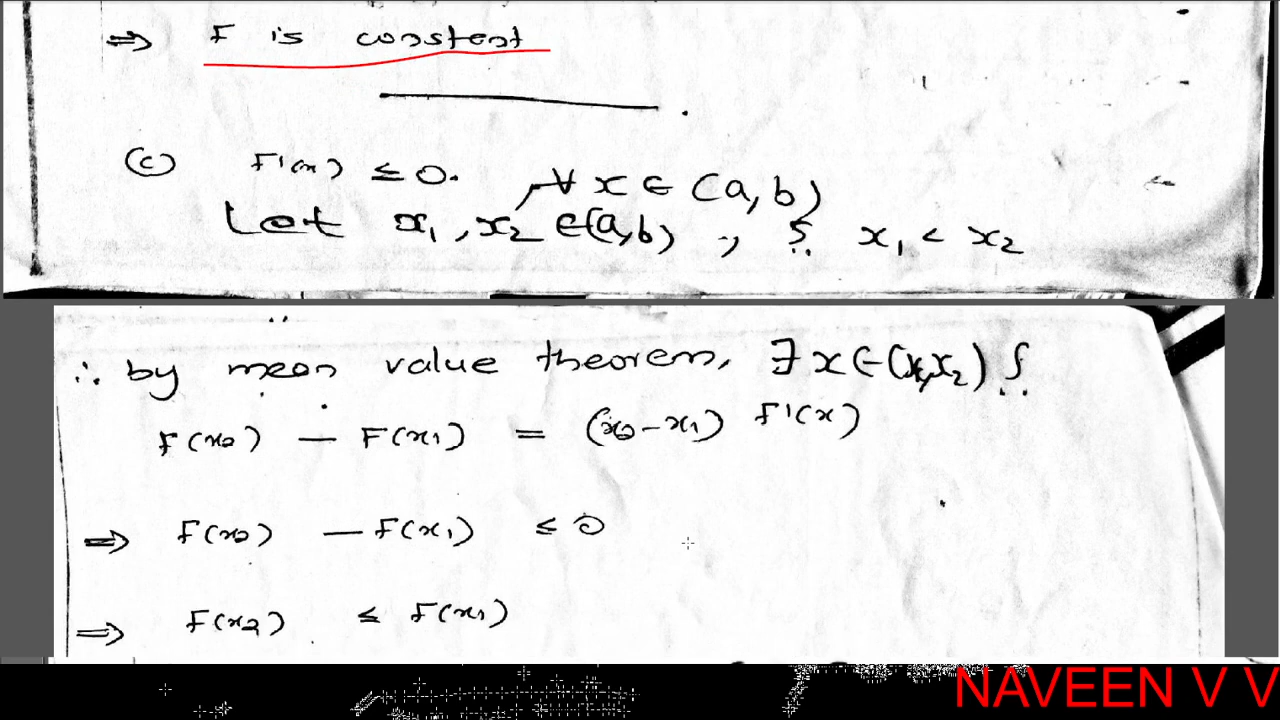 ⇒ F is constent
(c) F'(x) ≤ 0. , ∀ x ∈ (a, b)
Let x₁, x₂ ∈ (a, b) , ș x₁ < x₂
∴ by mean value theorem, ∃ x ∈ (x₁, x₂) ș
F(x₂) — F(x₁) = (x₂ - x₁) F'(x)
⇒ F(x₂) — F(x₁) ≤ 0
⇒ F(x₂) ≤ F(x₁)
NAVEEN V V